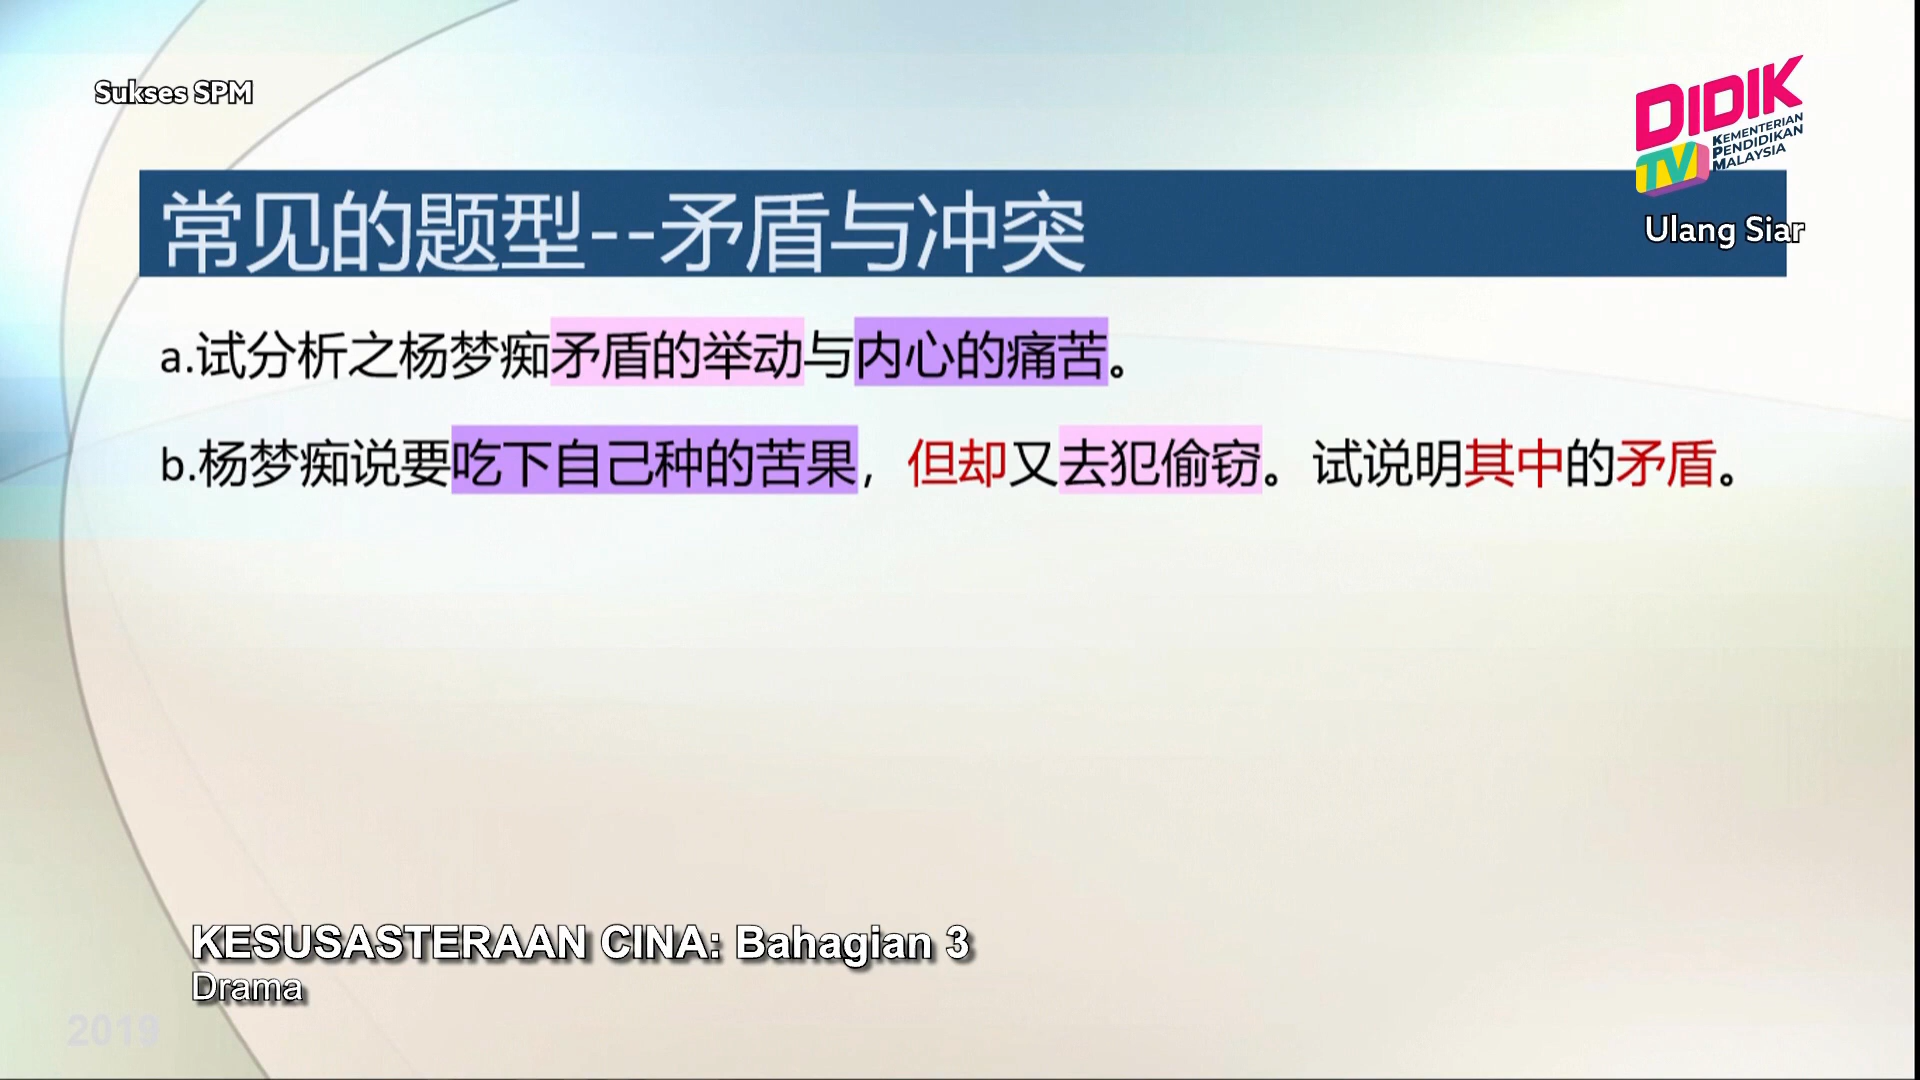 Sukses SPM
DIDIK
TV
KEMENTERIAN
PENDIDIKAN
MALAYSIA
Ulang Siar
常见的题型--矛盾与冲突
a.试分析之杨梦痴矛盾的举动与内心的痛苦。
b.杨梦痴说要吃下自己种的苦果，但却又去犯偷窃。试说明其中的矛盾。
KESUSASTERAAN CINA: Bahagian 3
Drama
2019